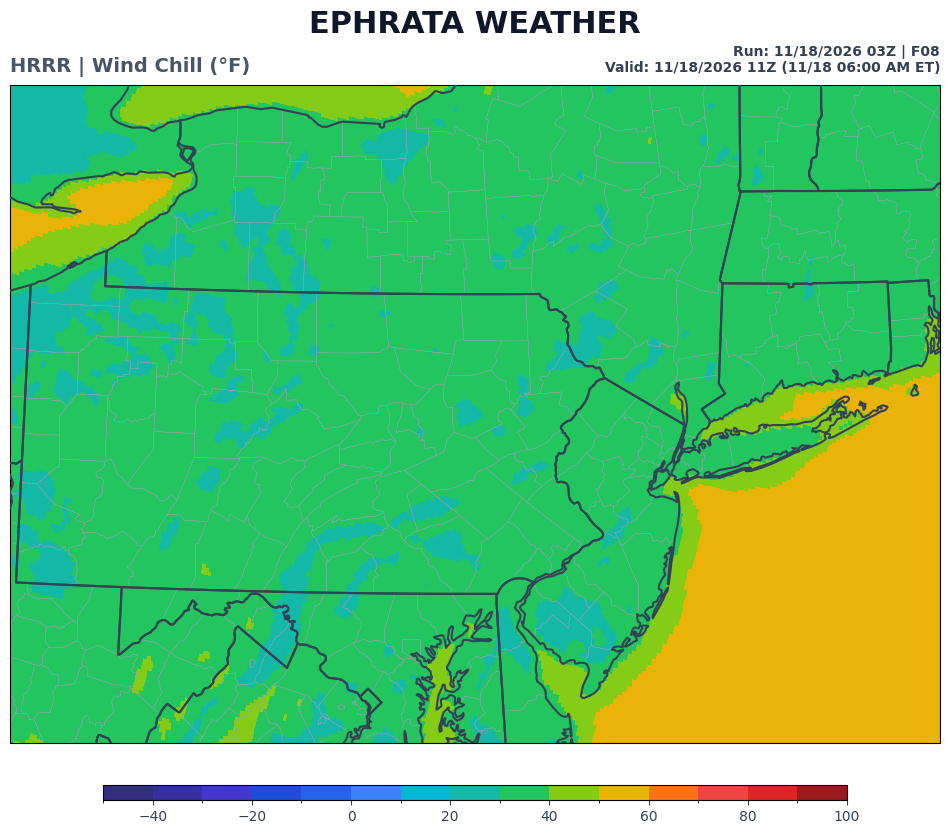 EPHRATA WEATHER
HRRR | Wind Chill (°F)
Run: 11/18/2026 03Z | F08
Valid: 11/18/2026 11Z (11/18 06:00 AM ET)
−40 −20 0 20 40 60 80 100